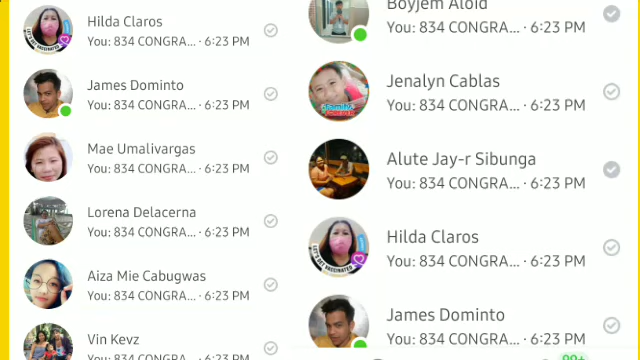 Hilda Claros
You: 834 CONGRA... · 6:23 PM
James Dominto
You: 834 CONGRA... · 6:23 PM
Mae Umalivargas
You: 834 CONGRA... · 6:23 PM
Lorena Delacerna
You: 834 CONGRA... · 6:23 PM
Aiza Mie Cabugwas
You: 834 CONGRA... · 6:23 PM
Vin Kevz
You: 834 CONGRA... · 6:23 PM
Boyjem Aloid
You: 834 CONGRA... · 6:23 PM
Jenalyn Cablas
You: 834 CONGRA... · 6:23 PM
Alute Jay-r Sibunga
You: 834 CONGRA... · 6:23 PM
Hilda Claros
You: 834 CONGRA... · 6:23 PM
LET'S GET VACCINATED
James Dominto
You: 834 CONGRA... · 6:23 PM
99+